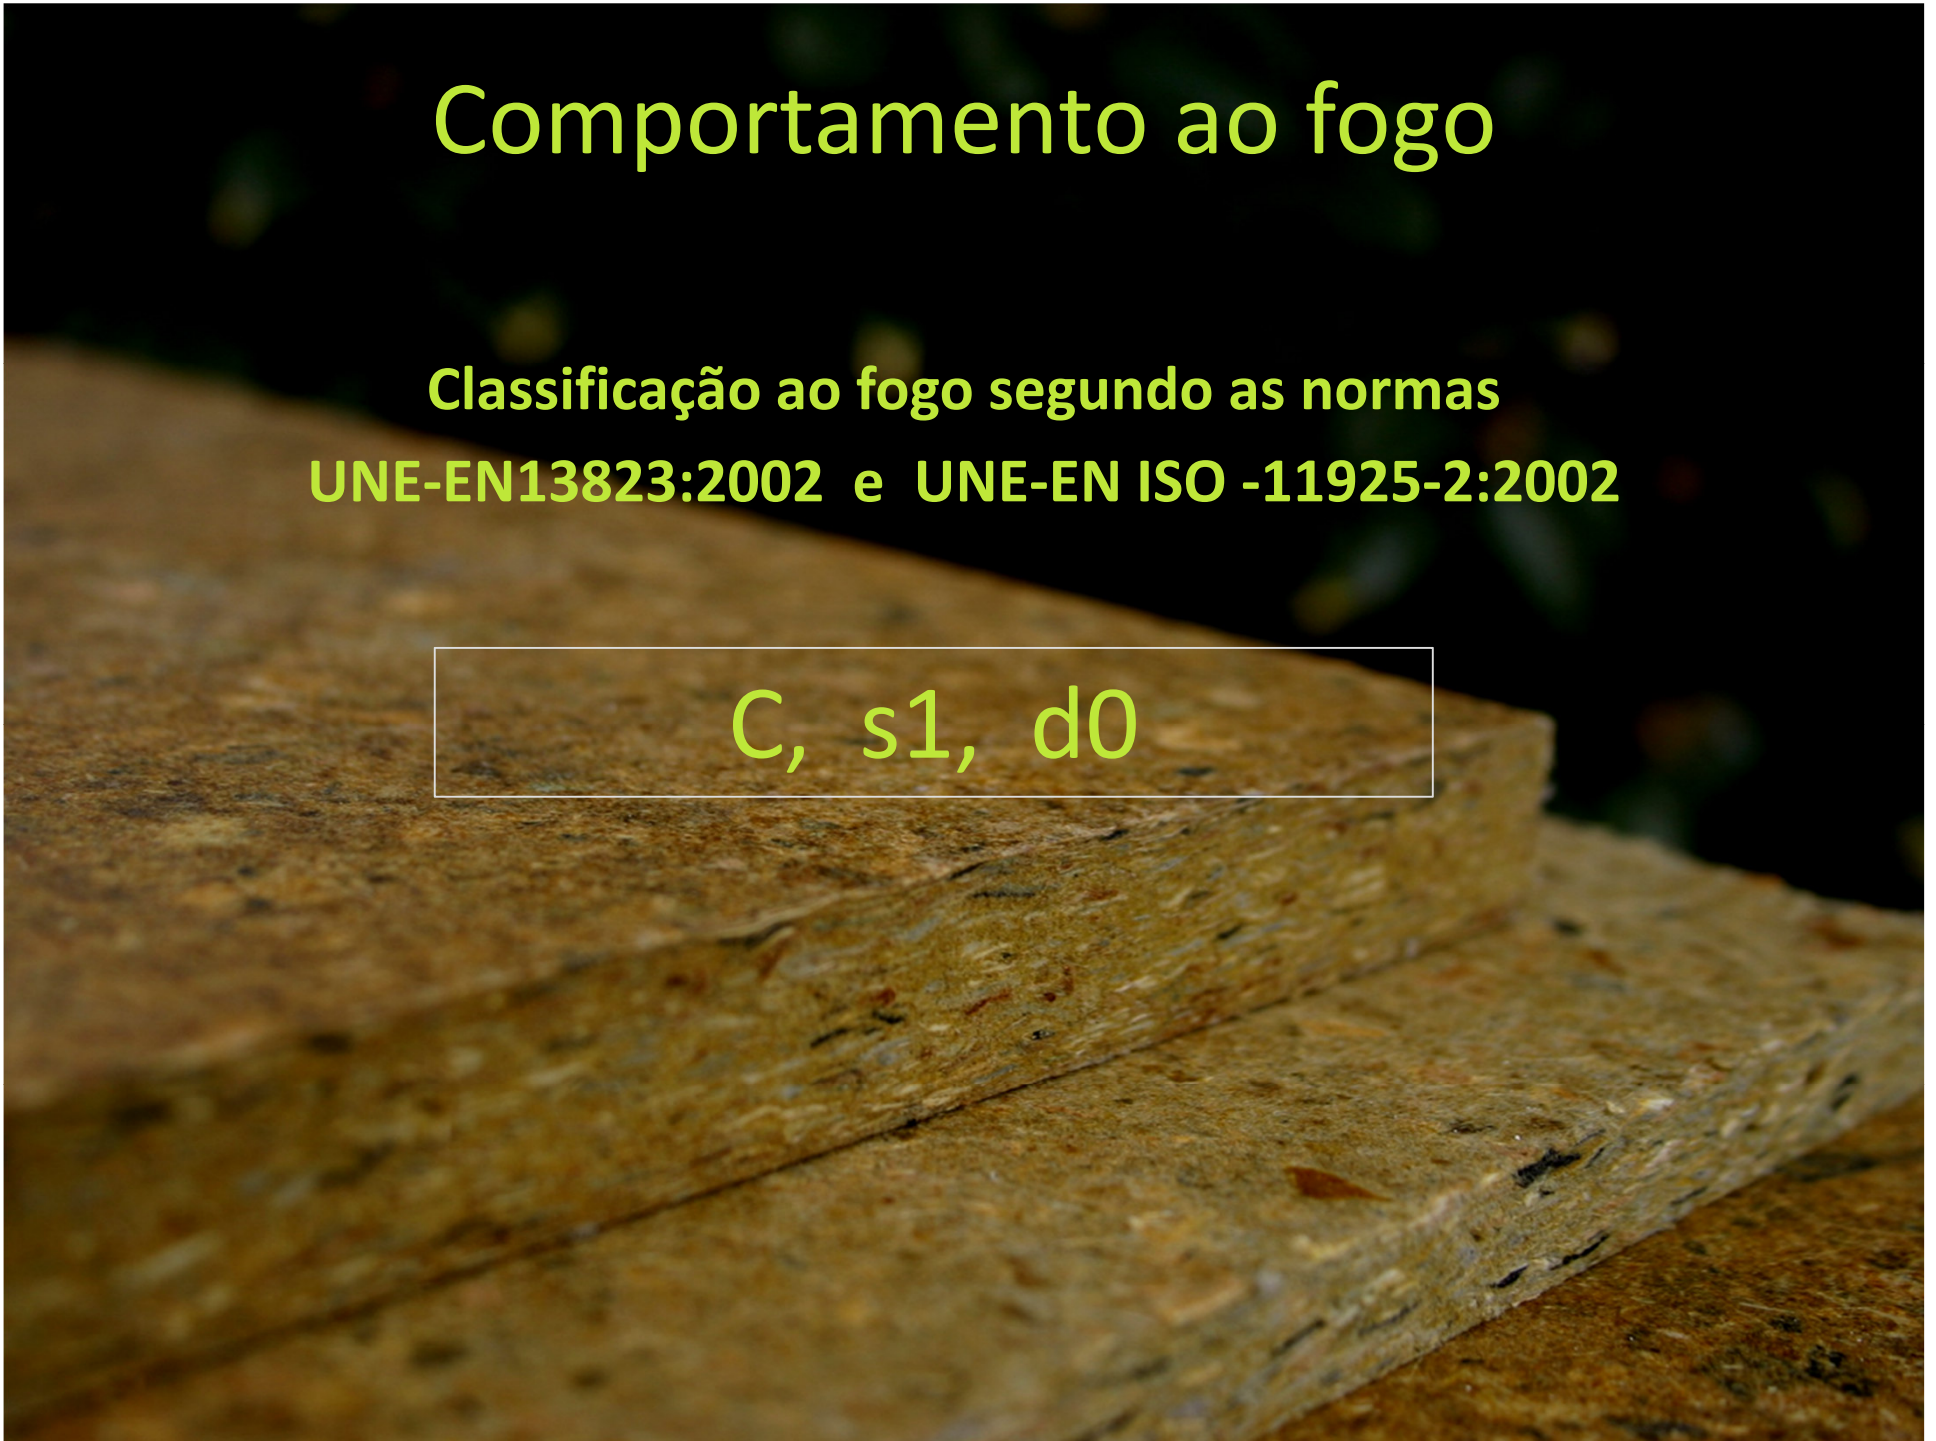 Comportamento ao fogo
Classificação ao fogo segundo as normas
UNE-EN13823:2002 e UNE-EN ISO -11925-2:2002
C, s1, d0